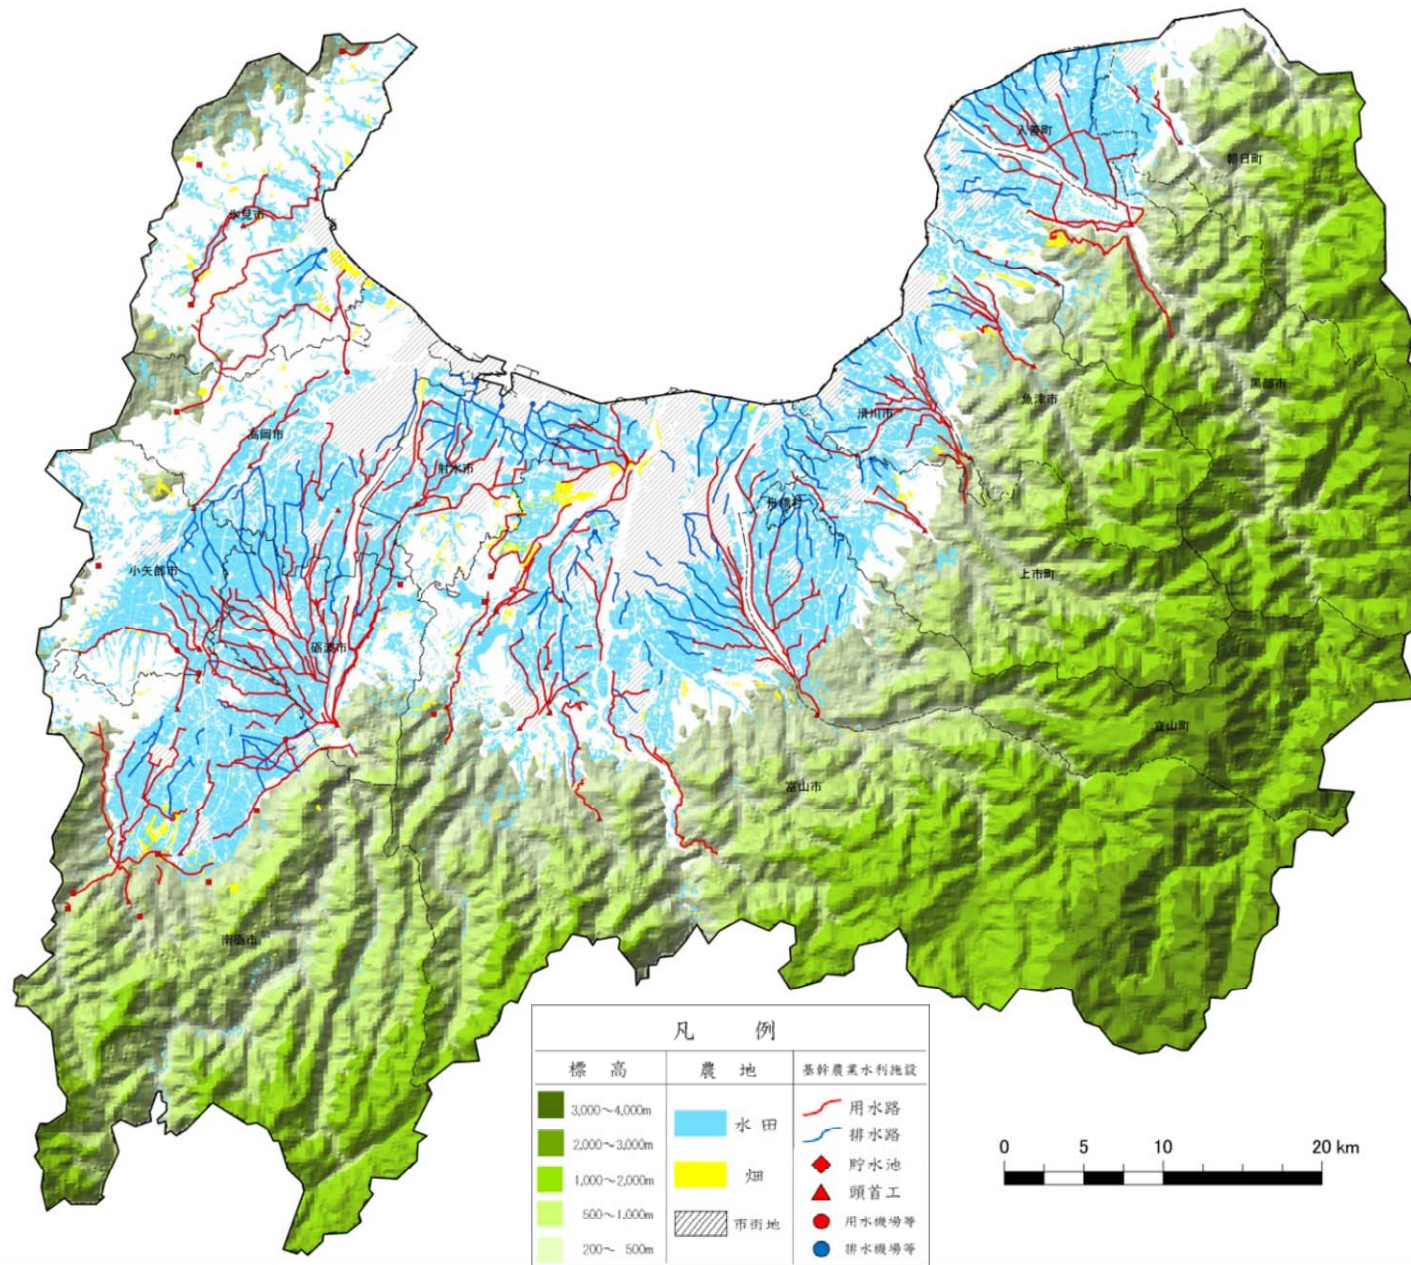 入善町
朝日町
氷見市
黒部市
魚津市
滑川市
高岡市
射水市
舟橋村
小矢部市
上市町
砺波市
立山町
富山市
南砺市
凡 例
標 高
農 地
基幹農業水利施設
3,000～4,000m
2,000～3,000m
1,000～2,000m
500～1,000m
200～ 500m
水 田
畑
市街地
用水路
排水路
貯水池
頭首工
用水機場等
排水機場等
0 5 10 20 km